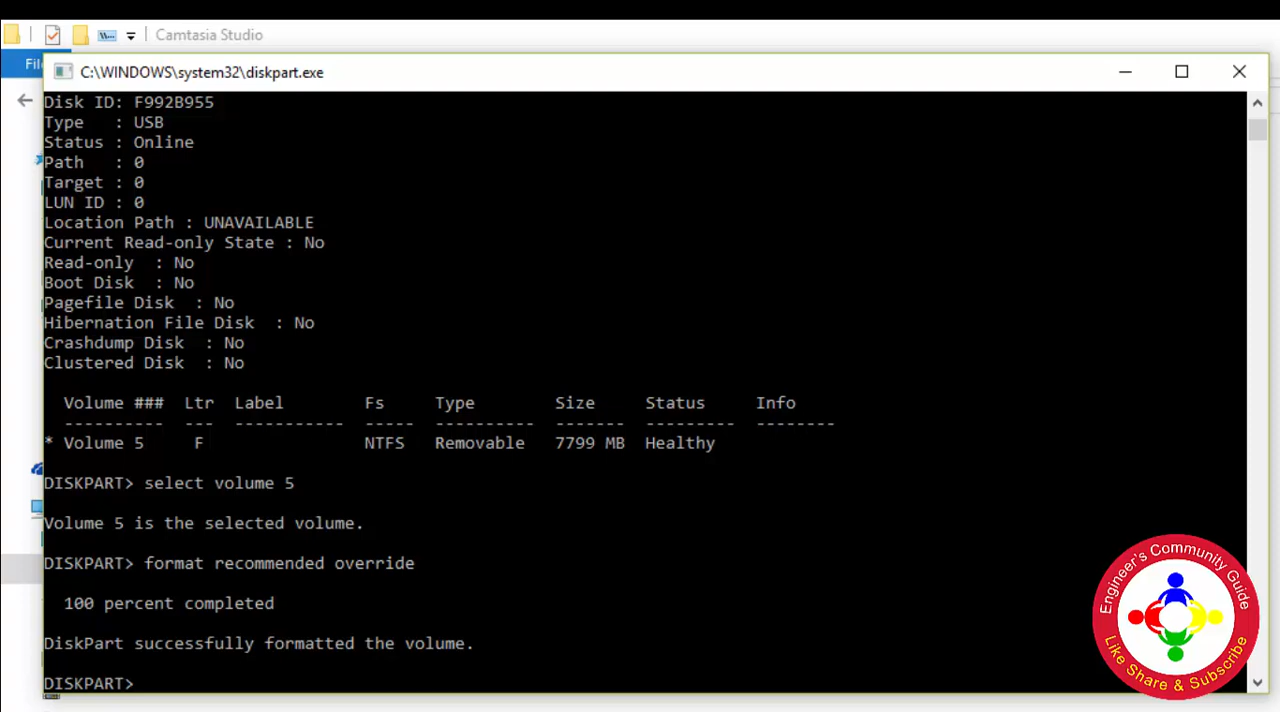 Camtasia Studio
Fil
C:\WINDOWS\system32\diskpart.exe
Disk ID: F992B955
Type   : USB
Status : Online
Path   : 0
Target : 0
LUN ID : 0
Location Path : UNAVAILABLE
Current Read-only State : No
Read-only  : No
Boot Disk  : No
Pagefile Disk  : No
Hibernation File Disk  : No
Crashdump Disk  : No
Clustered Disk  : No
  Volume ###  Ltr  Label        Fs     Type        Size     Status     Info
  ----------  ---  -----------  -----  ----------  -------  ---------  --------
* Volume 5     F                NTFS   Removable   7799 MB  Healthy
DISKPART> select volume 5
Volume 5 is the selected volume.
DISKPART> format recommended override
  100 percent completed
DiskPart successfully formatted the volume.
DISKPART>
Engineer's Community Guide
Like Share & Subscribe